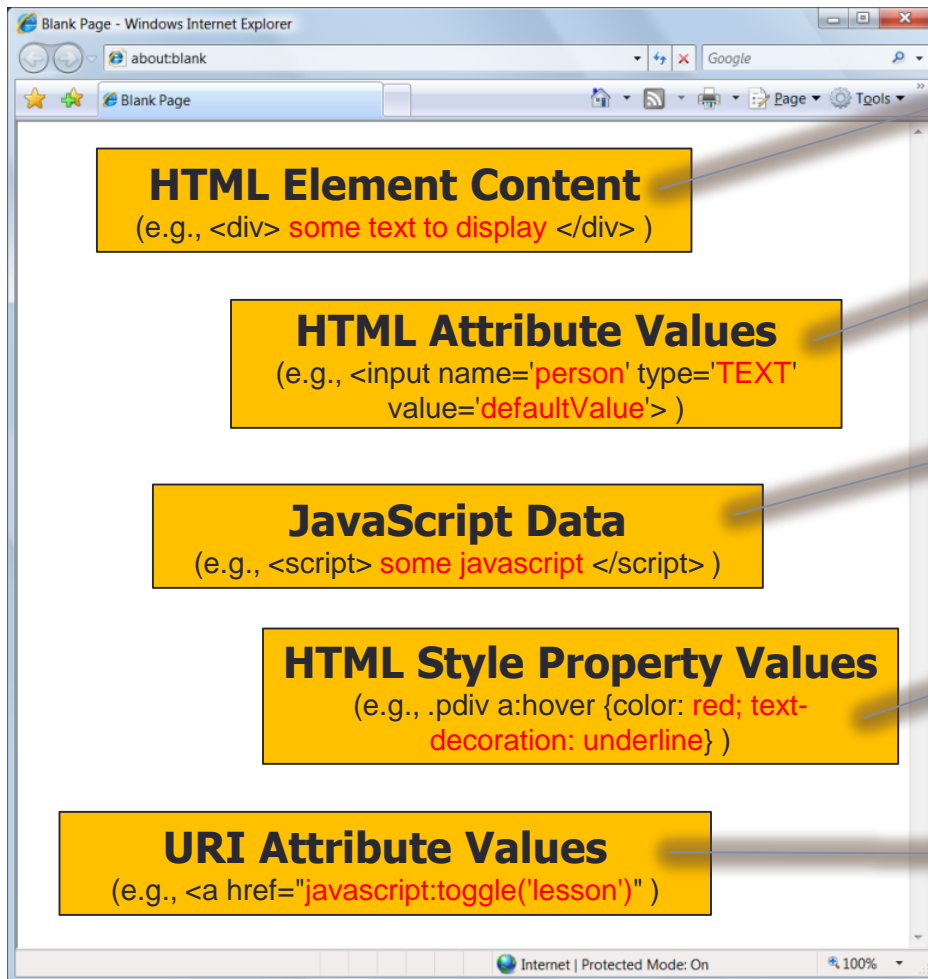 Blank Page - Windows Internet Explorer
about:blank
Google
Blank Page
Page
Tools
HTML Element Content
(e.g., <div> some text to display </div> )
HTML Attribute Values
(e.g., <input name='person' type='TEXT'
value='defaultValue'> )
JavaScript Data
(e.g., <script> some javascript </script> )
HTML Style Property Values
(e.g., .pdiv a:hover {color: red; text-
decoration: underline} )
URI Attribute Values
(e.g., <a href="javascript:toggle('lesson')" )
Internet | Protected Mode: On
100%